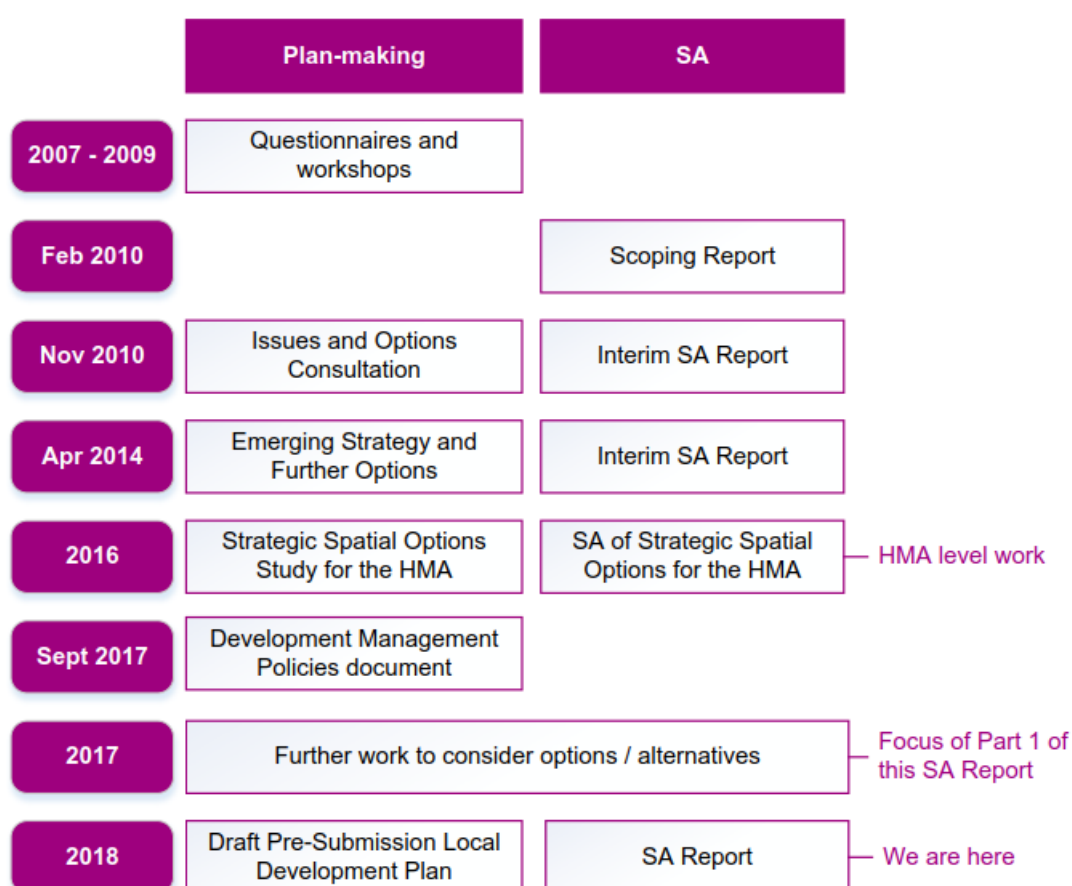 Plan-making
SA
2007 - 2009
Questionnaires and
workshops
Feb 2010
Scoping Report
Nov 2010
Issues and Options
Consultation
Interim SA Report
Apr 2014
Emerging Strategy and
Further Options
Interim SA Report
2016
Strategic Spatial Options
Study for the HMA
SA of Strategic Spatial
Options for the HMA
HMA level work
Sept 2017
Development Management
Policies document
2017
Further work to consider options / alternatives
Focus of Part 1 of
this SA Report
2018
Draft Pre-Submission Local
Development Plan
SA Report
We are here